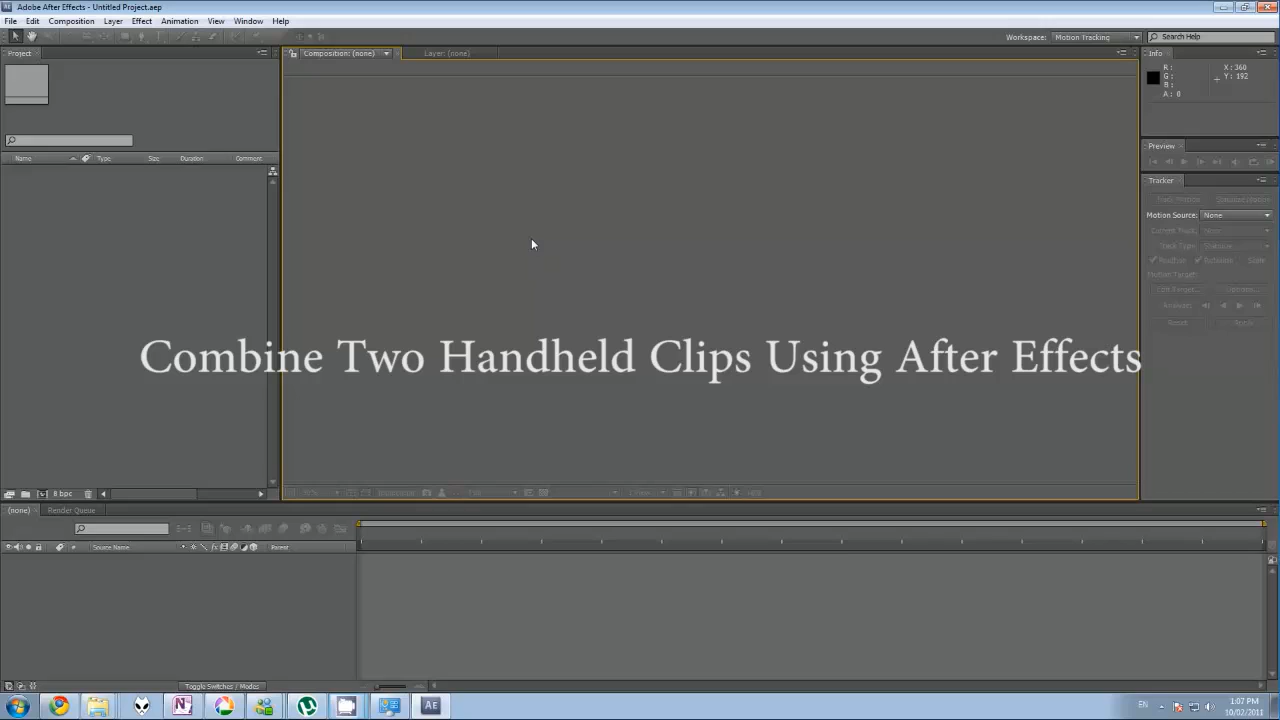 Adobe After Effects - Untitled Project.aep
File Edit Composition Layer Effect Animation View Window Help
Workspace: Motion Tracking Search Help
Project Composition: (none) Layer: (none) Info
R: X: 360
G: Y: 192
B:
A: 0
Preview
Name Type Size Duration Comment
Tracker
Motion Source: None
Motion Target:
Combine Two Handheld Clips Using After Effects
8 bpc
(none) Render Queue
# Source Name Parent
Toggle Switches / Modes
EN 1:07 PM
10/02/2011